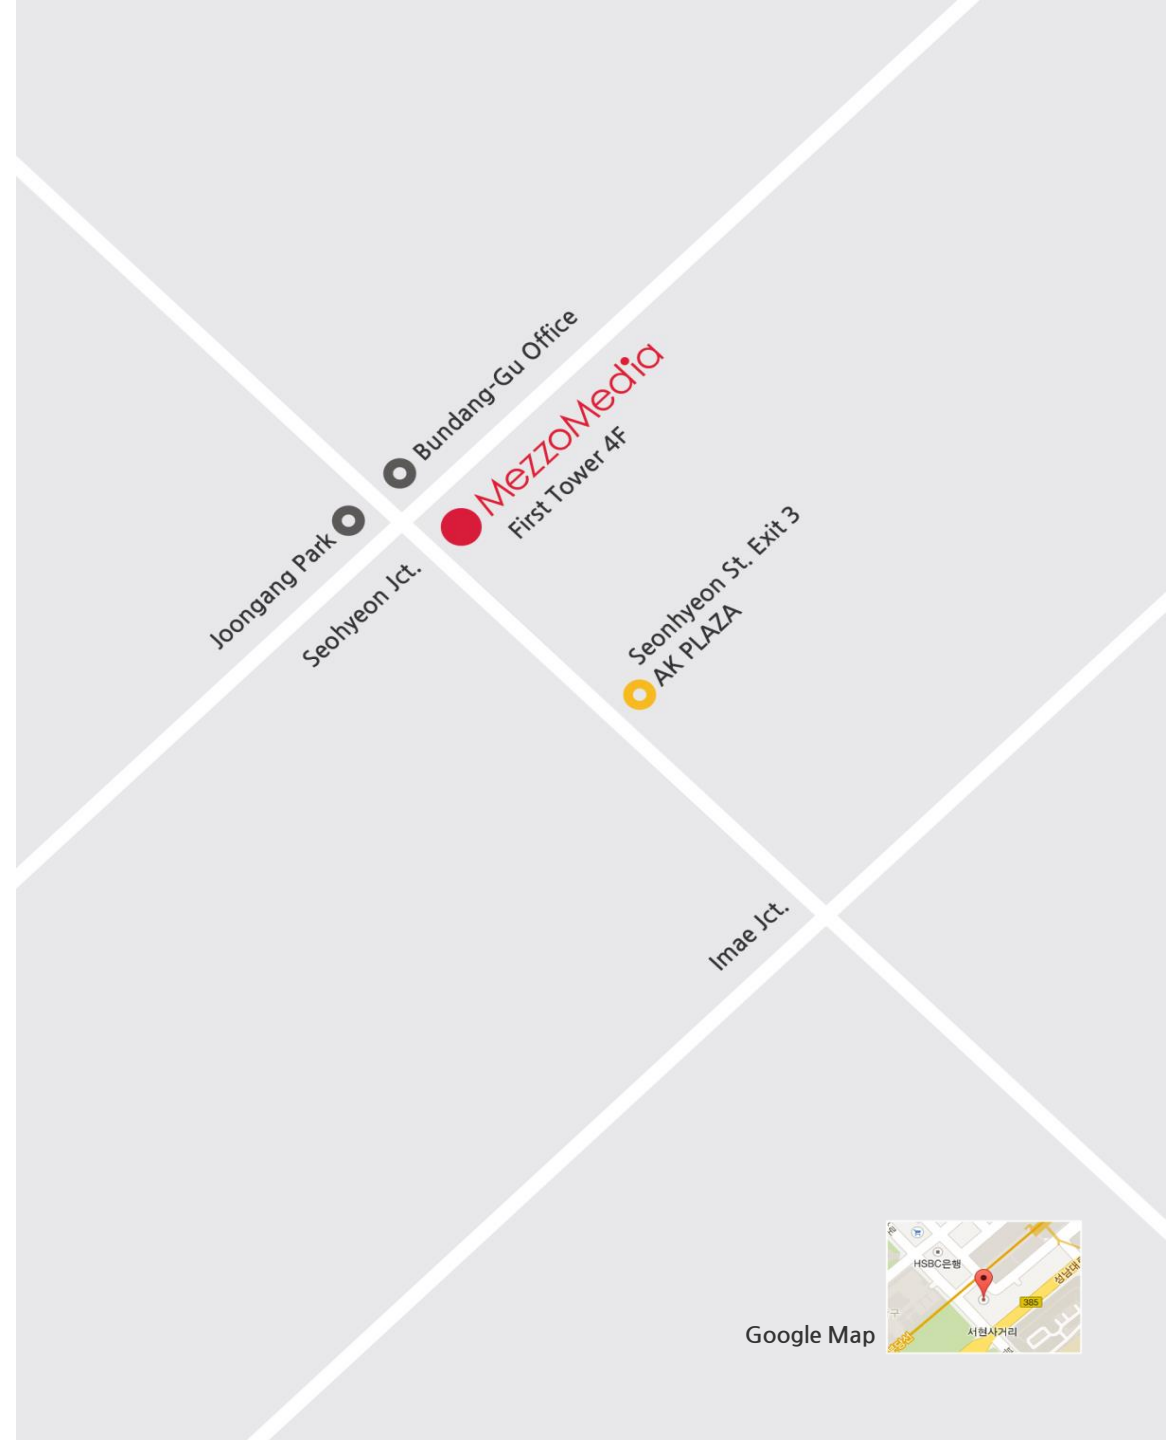 Bundang-Gu Office
MezzoMedia
First Tower 4F
Joongang Park
Seohyeon Jct.
Seonhyeon St. Exit 3
AK PLAZA
Imae Jct.
Google Map
HSBC은행
385
서현사거리